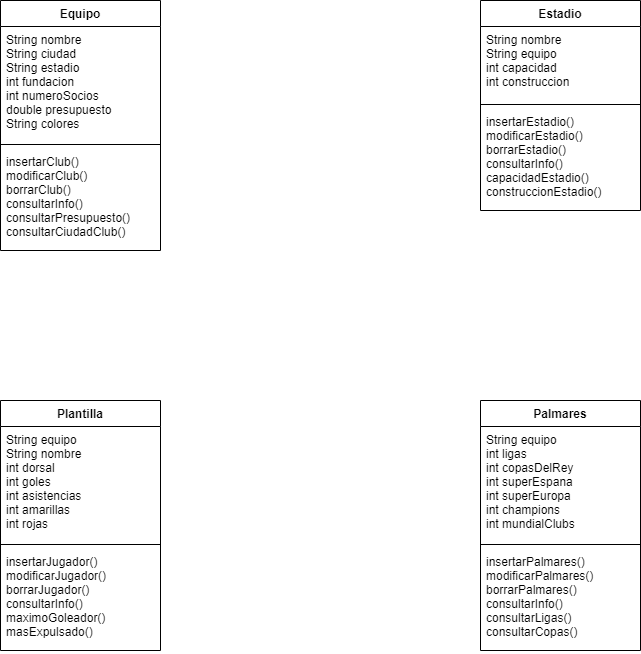 Equipo
String nombre
String ciudad
String estadio
int fundacion
int numeroSocios
double presupuesto
String colores
insertarClub()
modificarClub()
borrarClub()
consultarInfo()
consultarPresupuesto()
consultarCiudadClub()
Estadio
String nombre
String equipo
int capacidad
int construccion
insertarEstadio()
modificarEstadio()
borrarEstadio()
consultarInfo()
capacidadEstadio()
construccionEstadio()
Plantilla
String equipo
String nombre
int dorsal
int goles
int asistencias
int amarillas
int rojas
insertarJugador()
modificarJugador()
borrarJugador()
consultarInfo()
maximoGoleador()
masExpulsado()
Palmares
String equipo
int ligas
int copasDelRey
int superEspana
int superEuropa
int champions
int mundialClubs
insertarPalmares()
modificarPalmares()
borrarPalmares()
consultarInfo()
consultarLigas()
consultarCopas()